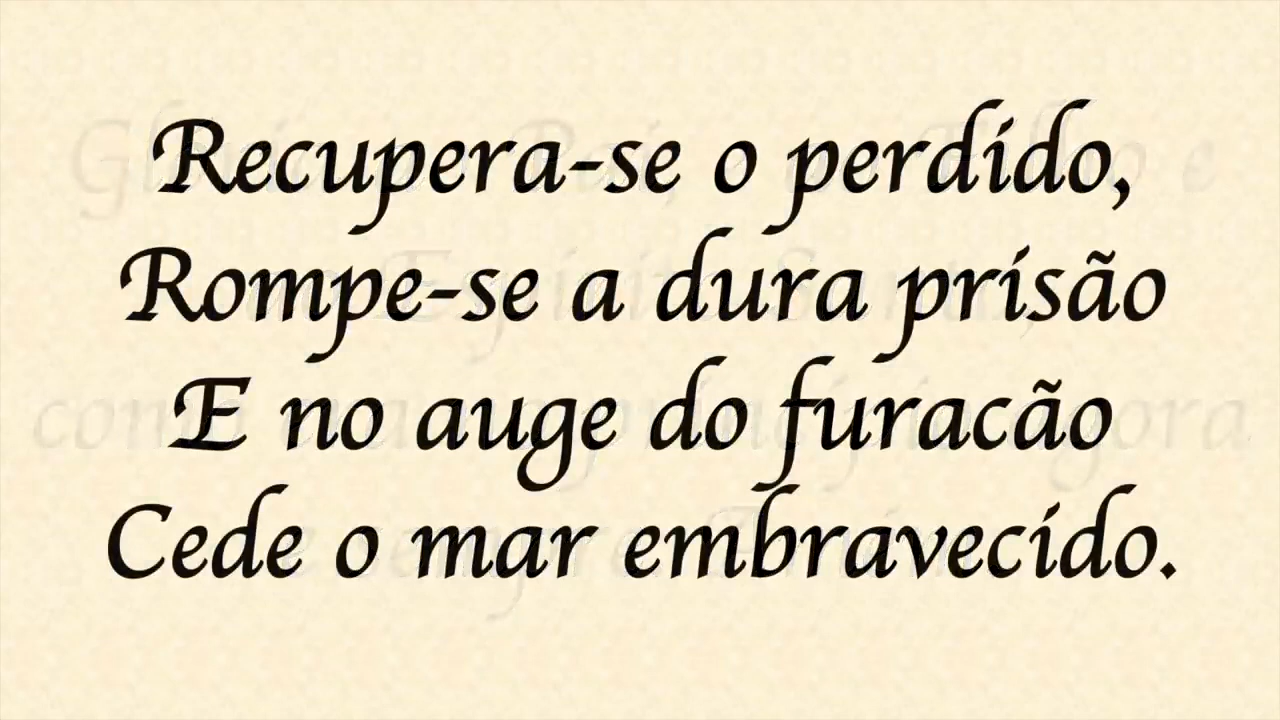 Recupera-se o perdido,
Rompe-se a dura prisão
E no auge do furacão
Cede o mar embravecido.